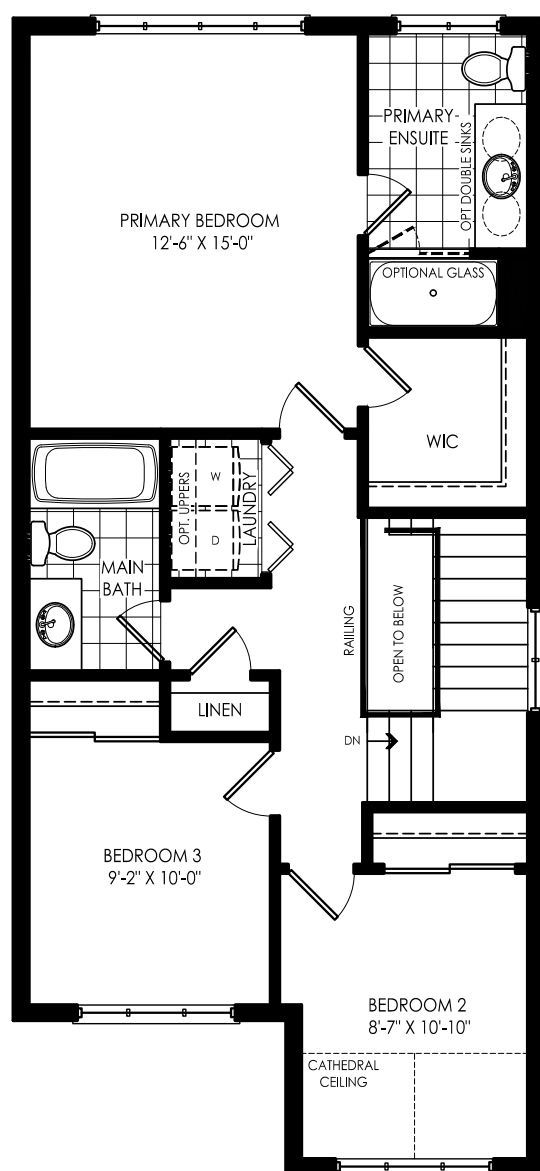 PRIMARY
ENSUITE
OPT DOUBLE SINKS
PRIMARY BEDROOM
12'-6" X 15'-0"
OPTIONAL GLASS
WIC
OPT. UPPERS
W
D
LAUNDRY
MAIN
BATH
RAIILING
OPEN TO BELOW
LINEN
DN
BEDROOM 3
9'-2" X 10'-0"
BEDROOM 2
8'-7" X 10'-10"
CATHEDRAL
CEILING